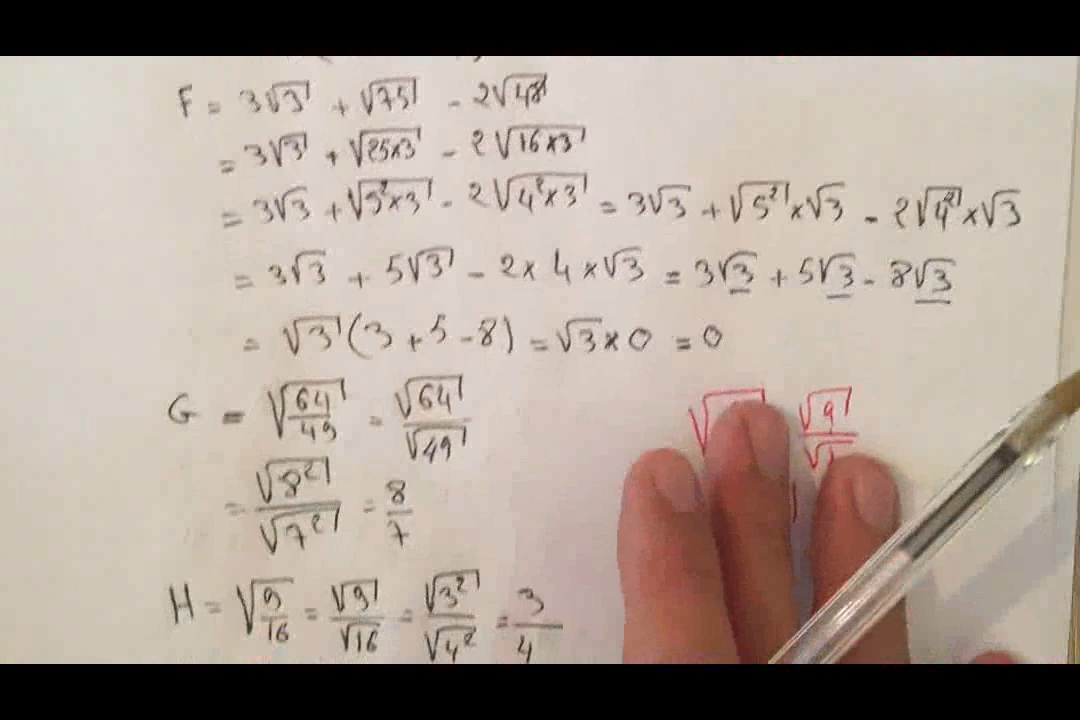 F = 3√3 + √75 - 2√48
= 3√3 + √25×3 - 2√16×3
= 3√3 + √5²×3 - 2√4²×3 = 3√3 + √5² × √3 - 2√4² × √3
= 3√3 + 5√3 - 2 × 4 × √3 = 3√3 + 5√3 - 8√3
= √3 (3 + 5 - 8) = √3 × 0 = 0
G = √64/49 = √64/√49
√9
= √8²/√7² = 8/7
H = √9/16 = √9/√16 = √3²/√4² = 3/4